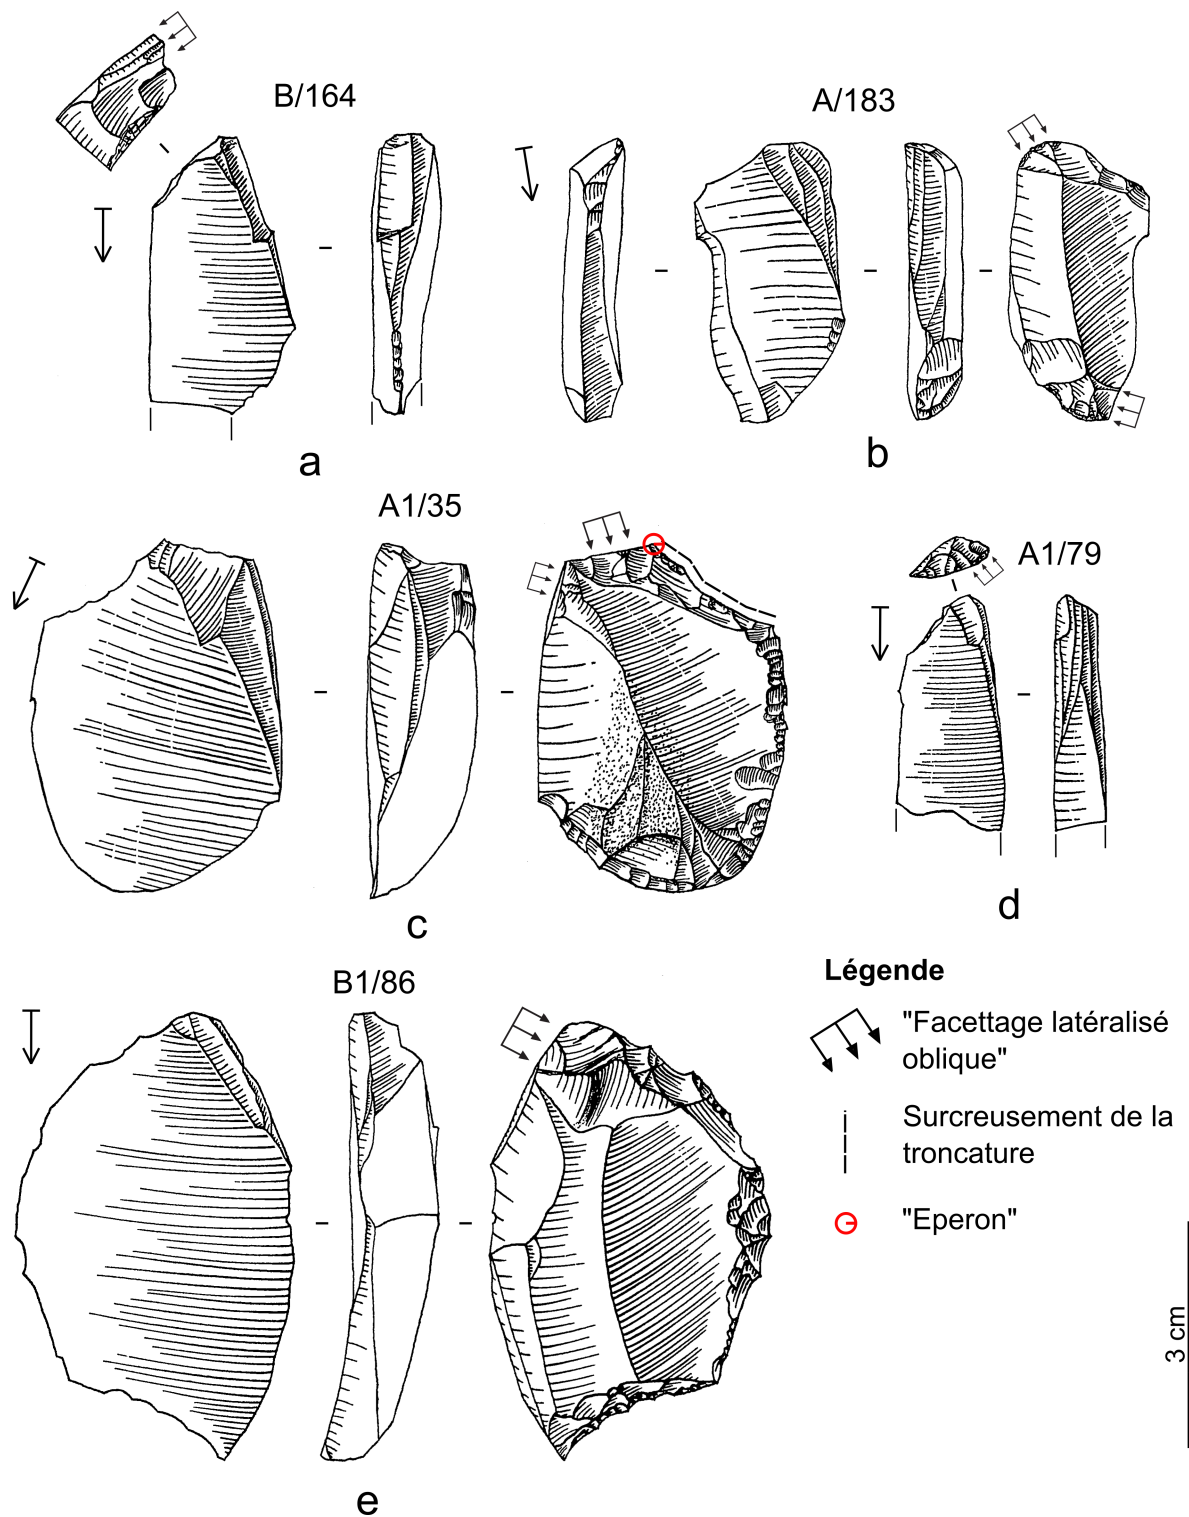 B/164
A/183
a
b
A1/35
A1/79
c
d
B1/86
Légende
"Facettage latéralisé
oblique"
Surcreusement de la
troncature
"Eperon"
3 cm
e